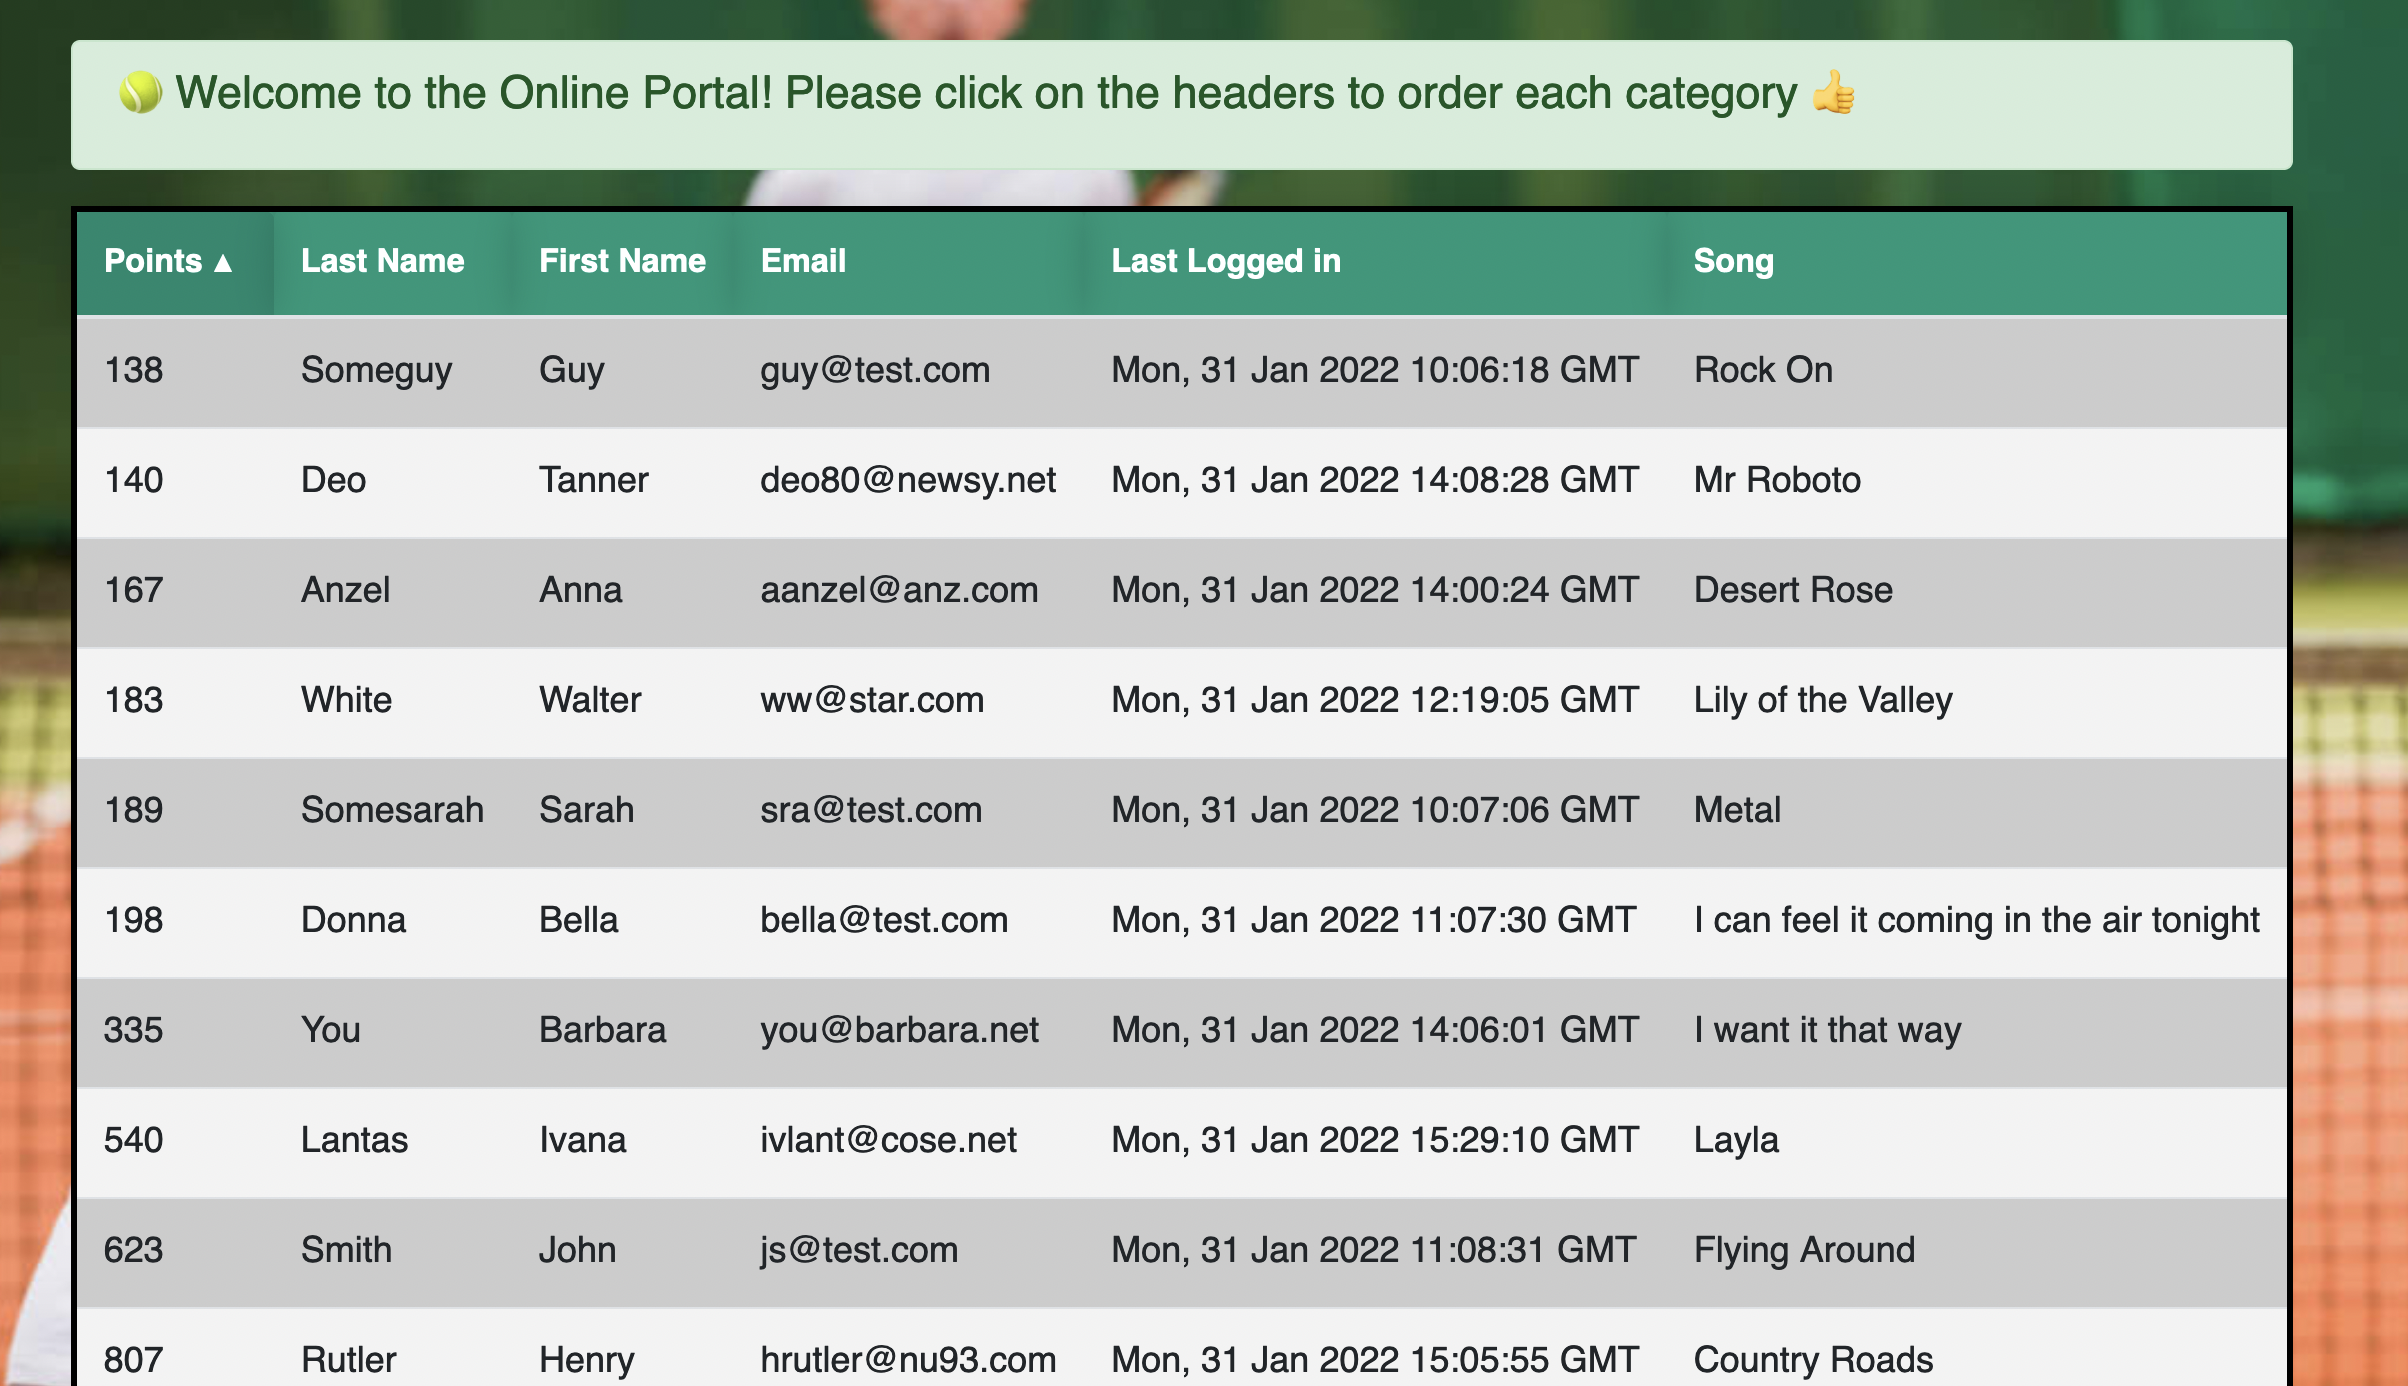 🎾 Welcome to the Online Portal! Please click on the headers to order each category 👍
Points ▲ Last Name First Name Email Last Logged in Song
138 Someguy Guy guy@test.com Mon, 31 Jan 2022 10:06:18 GMT Rock On
140 Deo Tanner deo80@newsy.net Mon, 31 Jan 2022 14:08:28 GMT Mr Roboto
167 Anzel Anna aanzel@anz.com Mon, 31 Jan 2022 14:00:24 GMT Desert Rose
183 White Walter ww@star.com Mon, 31 Jan 2022 12:19:05 GMT Lily of the Valley
189 Somesarah Sarah sra@test.com Mon, 31 Jan 2022 10:07:06 GMT Metal
198 Donna Bella bella@test.com Mon, 31 Jan 2022 11:07:30 GMT I can feel it coming in the air tonight
335 You Barbara you@barbara.net Mon, 31 Jan 2022 14:06:01 GMT I want it that way
540 Lantas Ivana ivlant@cose.net Mon, 31 Jan 2022 15:29:10 GMT Layla
623 Smith John js@test.com Mon, 31 Jan 2022 11:08:31 GMT Flying Around
807 Rutler Henry hrutler@nu93.com Mon, 31 Jan 2022 15:05:55 GMT Country Roads